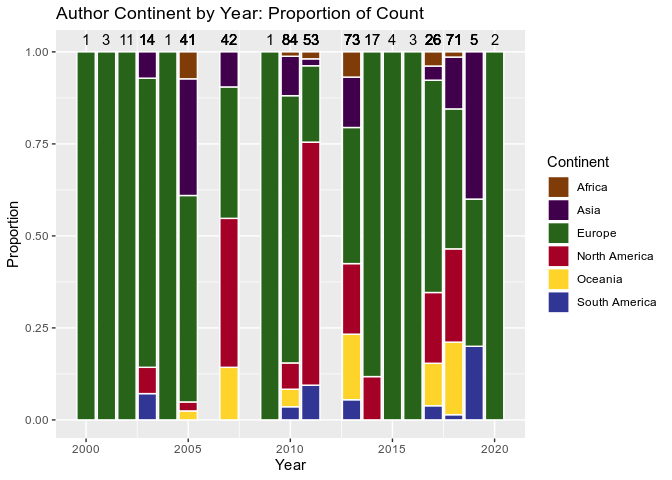 Author Continent by Year: Proportion of Count
1 3 11 14 1 41 42 1 84 53 73 17 4 3 26 71 5 2
1.00
0.75
0.50
0.25
0.00
Proportion
2000 2005 2010 2015 2020
Year
Continent
Africa
Asia
Europe
North America
Oceania
South America